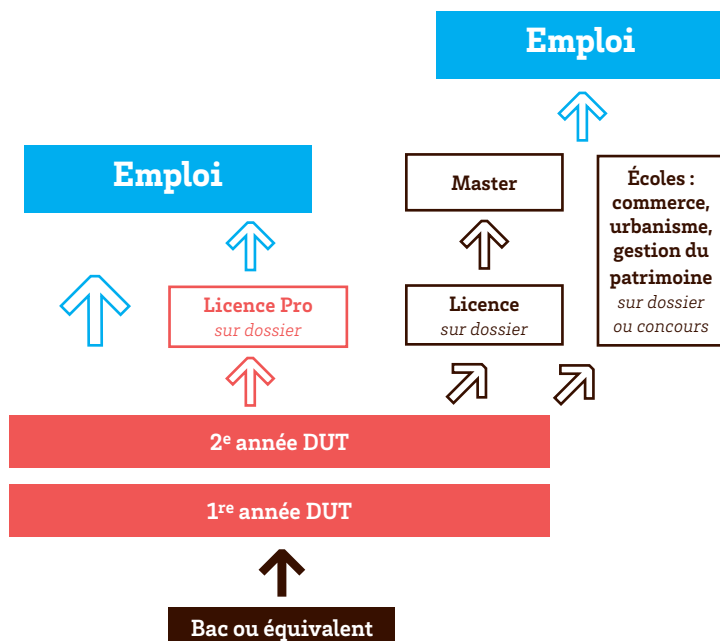 Emploi
Emploi
Master
Écoles :
commerce,
urbanisme,
gestion du
patrimoine
sur dossier
ou concours
Licence Pro
sur dossier
Licence
sur dossier
2e année DUT
1re année DUT
Bac ou équivalent